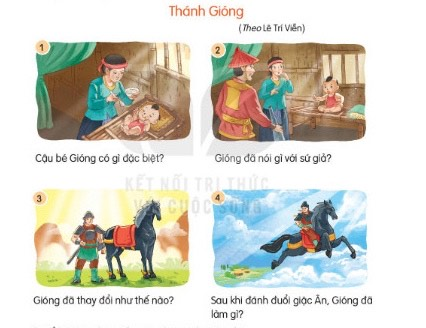 Thánh Gióng
(Theo Lê Trí Viễn)
1
2
Cậu bé Gióng có gì đặc biệt?
Gióng đã nói gì với sứ giả?
KẾT NỐI TRI THỨC
VỚI CUỘC SỐNG
3
4
Gióng đã thay đổi như thế nào?
Sau khi đánh đuổi giặc Ân, Gióng đã
làm gì?